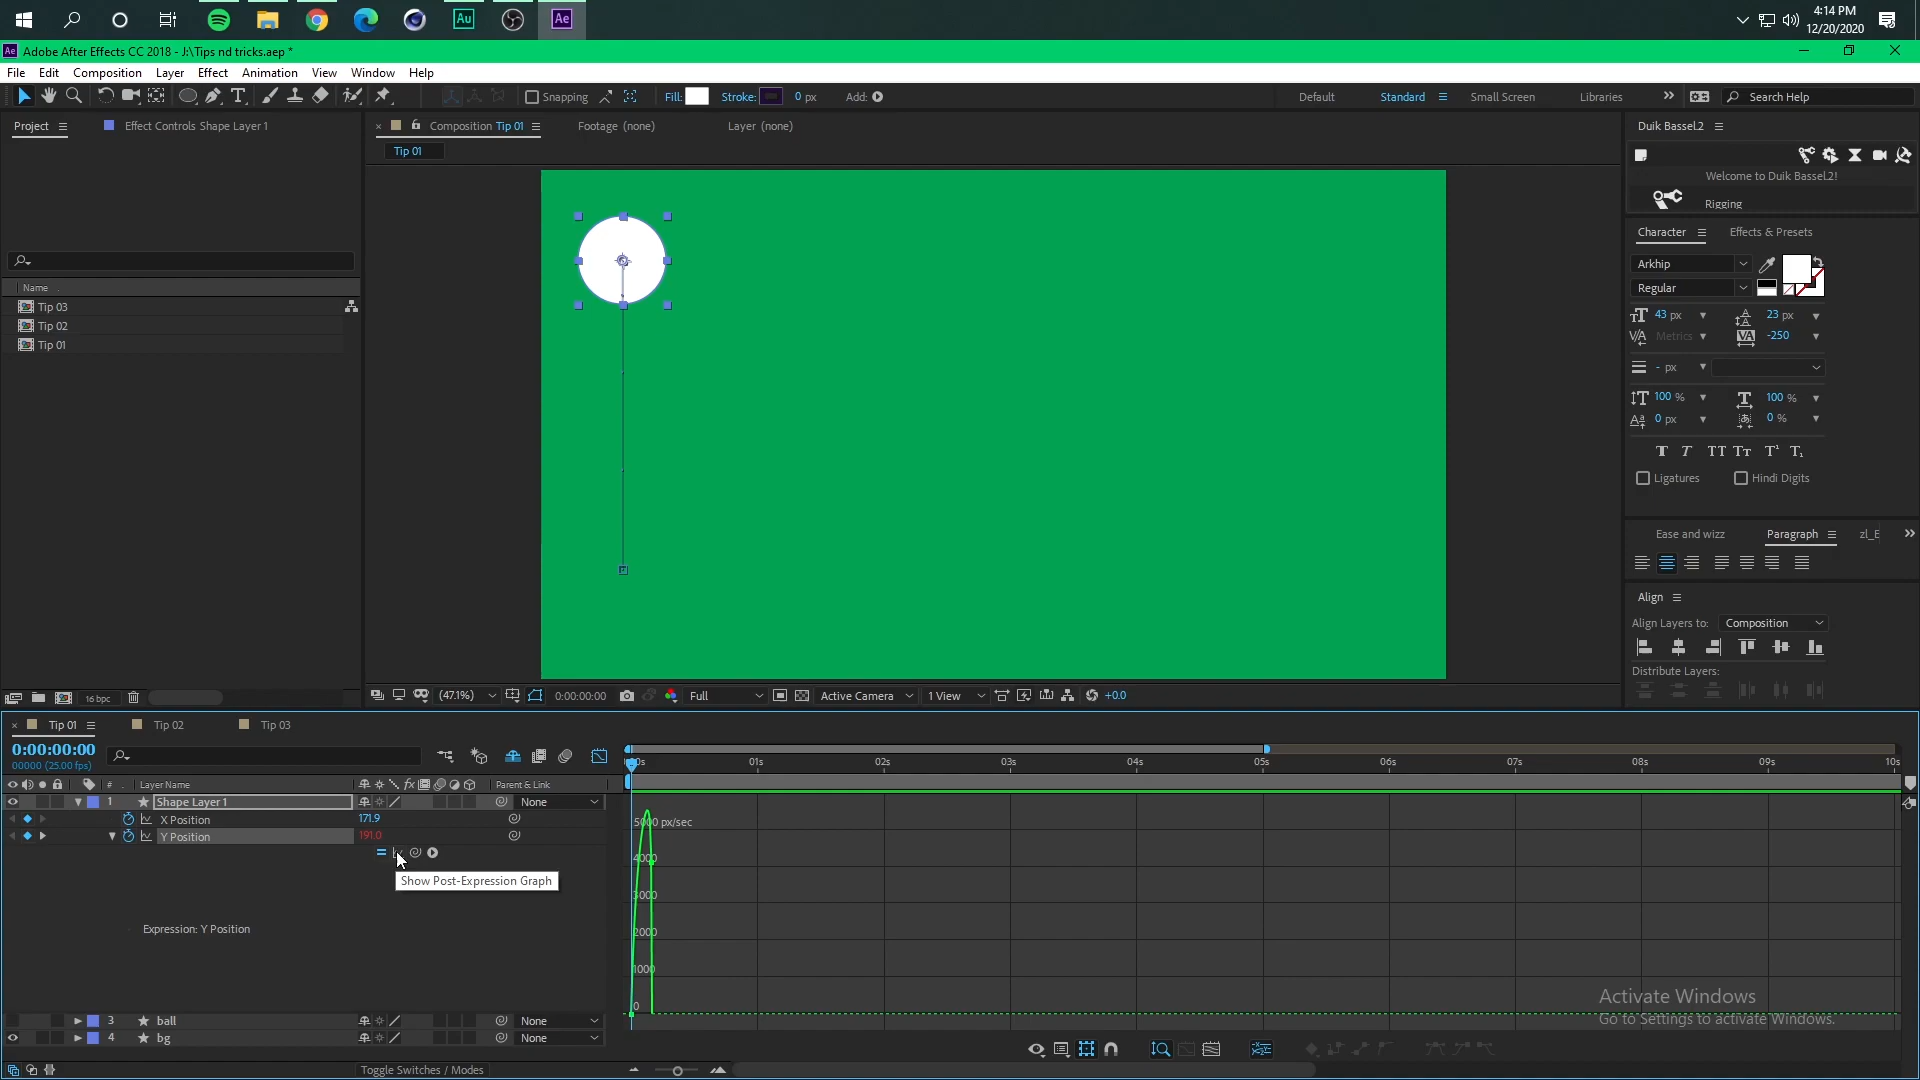 4:14 PM
12/20/2020
Adobe After Effects CC 2018 - J:\Tips nd tricks.aep *
File Edit Composition Layer Effect Animation View Window Help
Snapping Fill: Stroke: 0 px Add: Default Standard Small Screen Libraries Search Help
Project Effect Controls Shape Layer 1 Composition Tip 01 Footage (none) Layer (none) Duik Bassel.2
Tip 01
Welcome to Duik Bassel.2!
Rigging
Character Effects & Presets
Arkhip
Regular
Name
Tip 03
Tip 02
Tip 01
43 px 23 px
Metrics -250
- px
100 % 100 %
0 px 0 %
Ligatures Hindi Digits
Ease and wizz Paragraph zl_E
Align
Align Layers to: Composition
Distribute Layers:
16 bpc (47.1%) 0:00:00:00 Full Active Camera 1 View +0.0
Tip 01 Tip 02 Tip 03
0:00:00:00
00000 (25.00 fps)
01s 02s 03s 04s 05s 06s 07s 08s 09s 10s
# Layer Name Parent & Link
1 Shape Layer 1 None
X Position 171.9
Y Position 191.0
Show Post-Expression Graph
Expression: Y Position
5000 px/sec
4000
3000
2000
1000
0
3 ball None
4 bg None
Activate Windows
Go to Settings to activate Windows.
Toggle Switches / Modes